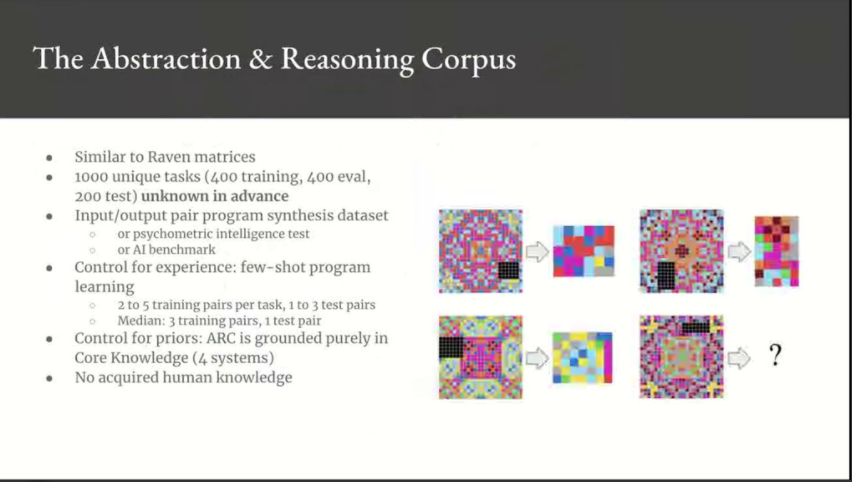 The Abstraction & Reasoning Corpus
● Similar to Raven matrices
● 1000 unique tasks (400 training, 400 eval,
200 test) unknown in advance
● Input/output pair program synthesis dataset
○ or psychometric intelligence test
○ or AI benchmark
● Control for experience: few-shot program
learning
○ 2 to 5 training pairs per task, 1 to 3 test pairs
○ Median: 3 training pairs, 1 test pair
● Control for priors: ARC is grounded purely in
Core Knowledge (4 systems)
● No acquired human knowledge
?